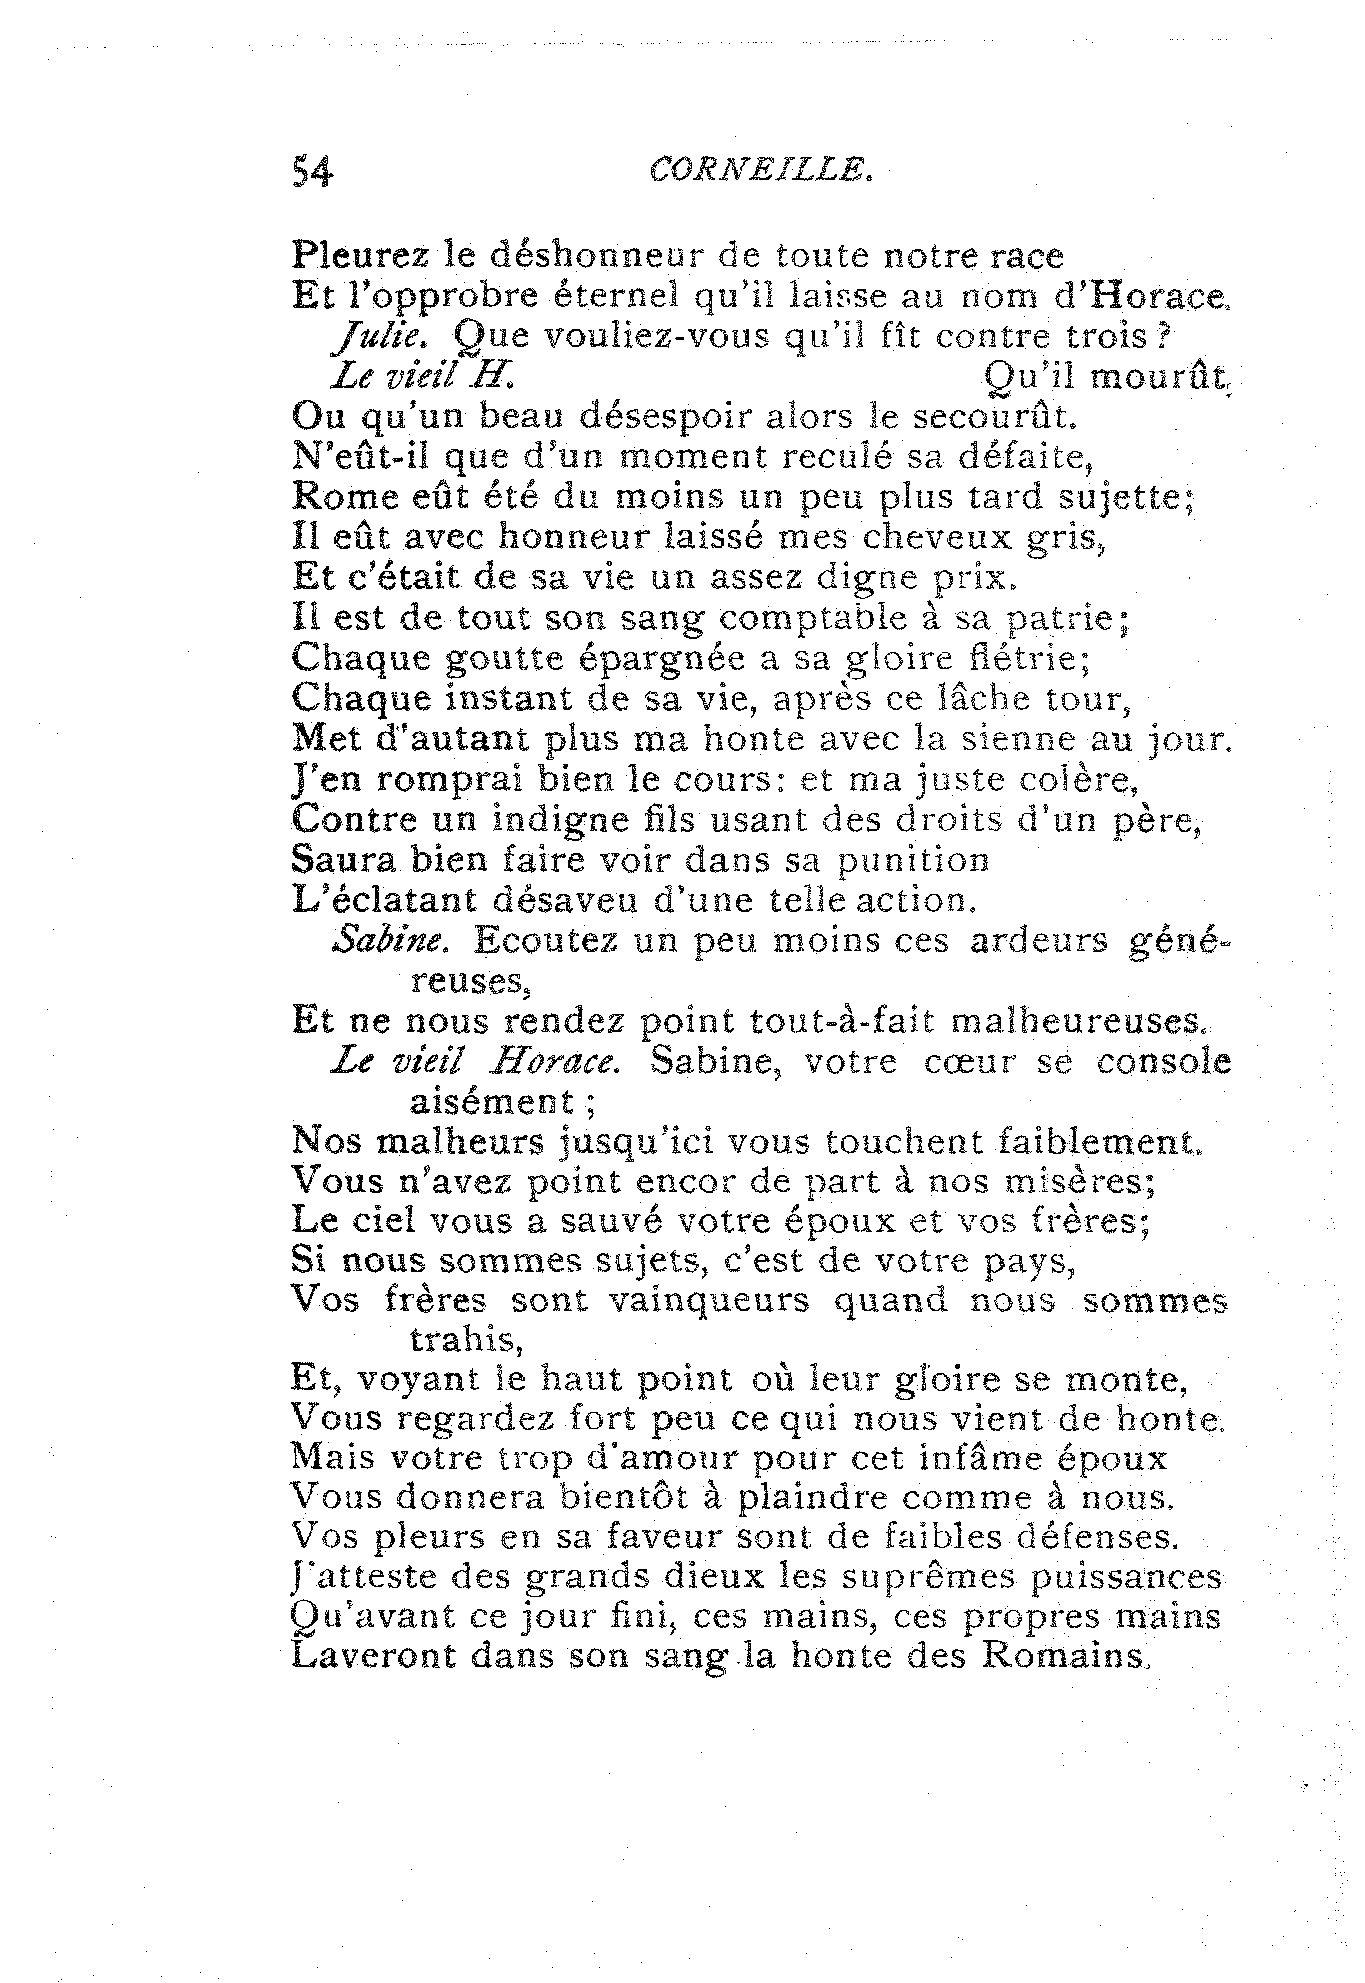 54 CORNEILLE.
Pleurez le déshonneur de toute notre race
Et l'opprobre éternel qu'il laisse au nom d'Horace.
Julie. Que vouliez-vous qu'il fît contre trois ?
Le vieil H. Qu'il mourût,
Ou qu'un beau désespoir alors le secourût.
N'eût-il que d'un moment reculé sa défaite,
Rome eût été du moins un peu plus tard sujette;
Il eût avec honneur laissé mes cheveux gris,
Et c'était de sa vie un assez digne prix.
Il est de tout son sang comptable à sa patrie;
Chaque goutte épargnée a sa gloire flétrie;
Chaque instant de sa vie, après ce lâche tour,
Met d'autant plus ma honte avec la sienne au jour.
J'en romprai bien le cours: et ma juste colère,
Contre un indigne fils usant des droits d'un père,
Saura bien faire voir dans sa punition
L'éclatant désaveu d'une telle action.
Sabine. Ecoutez un peu moins ces ardeurs géné-
reuses,
Et ne nous rendez point tout-à-fait malheureuses.
Le vieil Horace. Sabine, votre cœur se console
aisément ;
Nos malheurs jusqu'ici vous touchent faiblement.
Vous n'avez point encor de part à nos misères;
Le ciel vous a sauvé votre époux et vos frères;
Si nous sommes sujets, c'est de votre pays,
Vos frères sont vainqueurs quand nous sommes
trahis,
Et, voyant le haut point où leur gloire se monte,
Vous regardez fort peu ce qui nous vient de honte.
Mais votre trop d'amour pour cet infâme époux
Vous donnera bientôt à plaindre comme à nous.
Vos pleurs en sa faveur sont de faibles défenses.
J'atteste des grands dieux les suprêmes puissances
Qu'avant ce jour fini, ces mains, ces propres mains
Laveront dans son sang la honte des Romains.